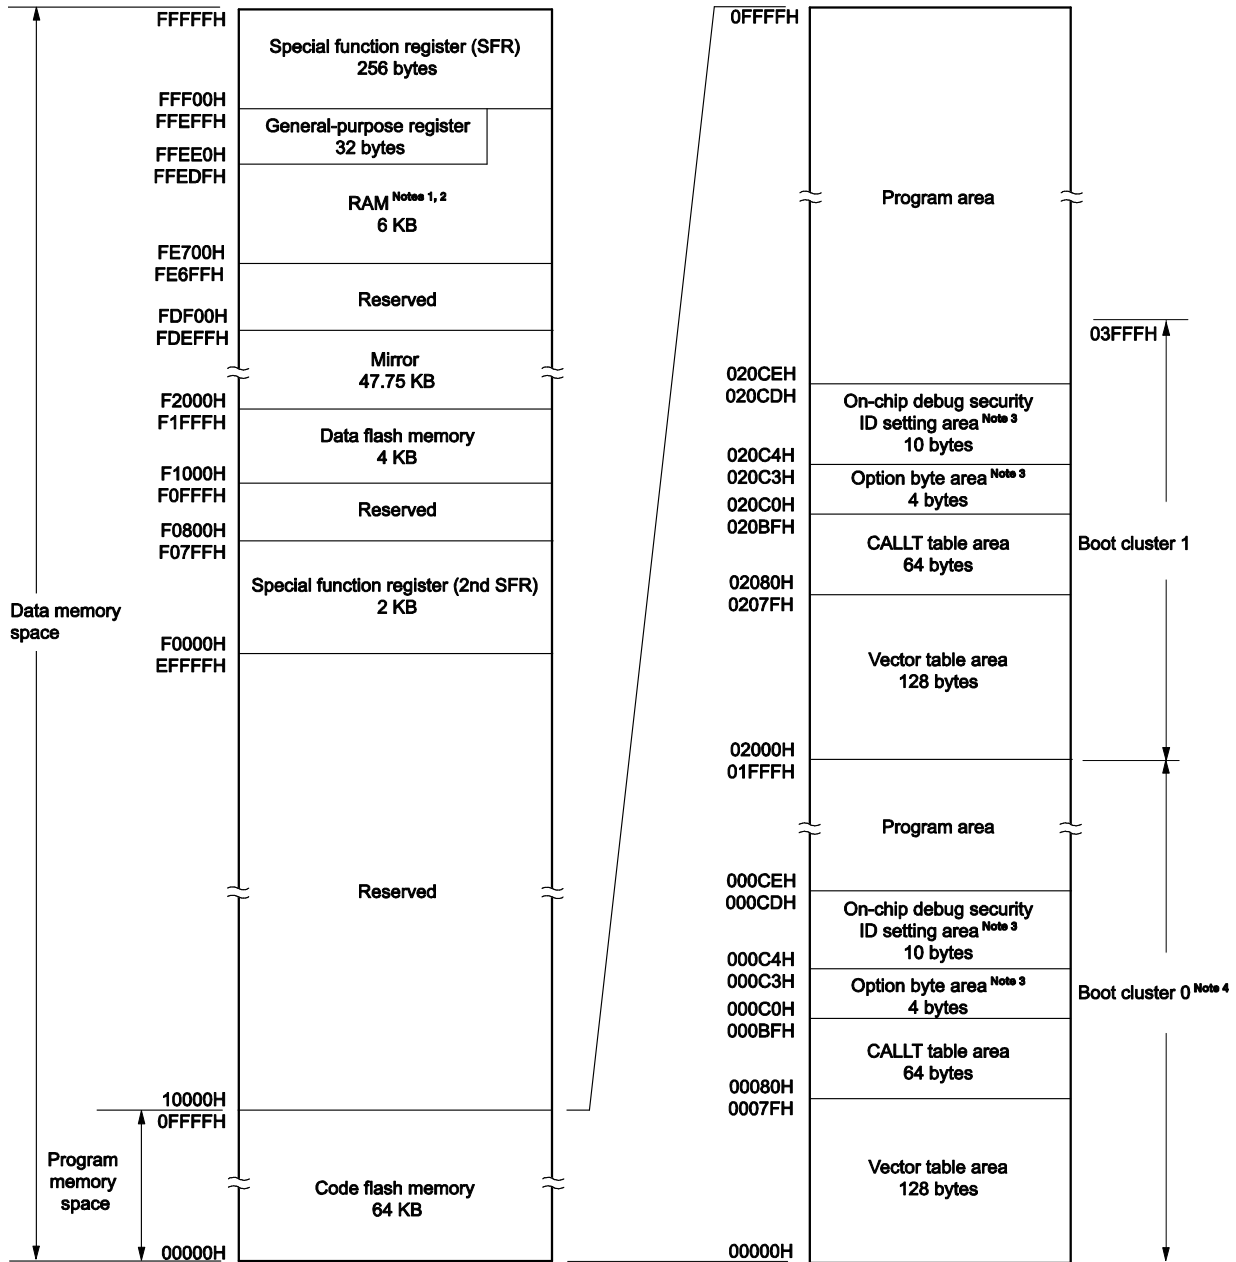 FFFFFH
Special function register (SFR)
256 bytes
FFF00H
FFEFFH
General-purpose register
32 bytes
FFEE0H
FFEDFH
RAM Notes 1, 2
6 KB
FE700H
FE6FFH
Reserved
FDF00H
FDEFFH
Mirror
47.75 KB
F2000H
F1FFFH
Data flash memory
4 KB
F1000H
F0FFFH
Reserved
F0800H
F07FFH
Special function register (2nd SFR)
2 KB
Data memory
space
F0000H
EFFFFH
Reserved
10000H
0FFFFH
Program
memory
space
Code flash memory
64 KB
00000H
0FFFFH
Program area
03FFFH
020CEH
020CDH
On-chip debug security
ID setting area Note 3
10 bytes
020C4H
020C3H
Option byte area Note 3
4 bytes
020C0H
020BFH
CALLT table area
64 bytes
Boot cluster 1
02080H
0207FH
Vector table area
128 bytes
02000H
01FFFH
Program area
000CEH
000CDH
On-chip debug security
ID setting area Note 3
10 bytes
000C4H
000C3H
Option byte area Note 3
4 bytes
Boot cluster 0 Note 4
000C0H
000BFH
CALLT table area
64 bytes
00080H
0007FH
Vector table area
128 bytes
00000H